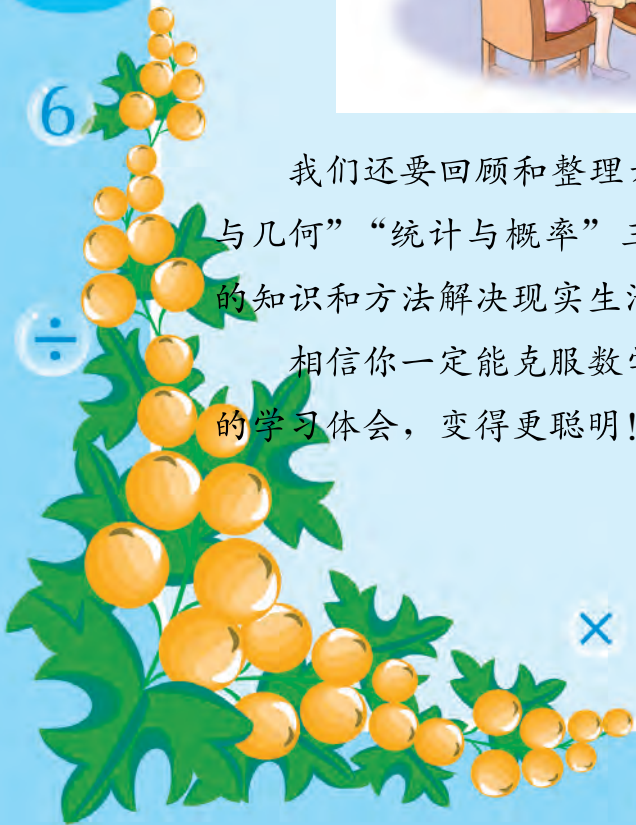 6
我们还要回顾和整理
与几何”“统计与概率”
÷
的知识和方法解决现实生
相信你一定能克服数
的学习体会，变得更聪明！
×